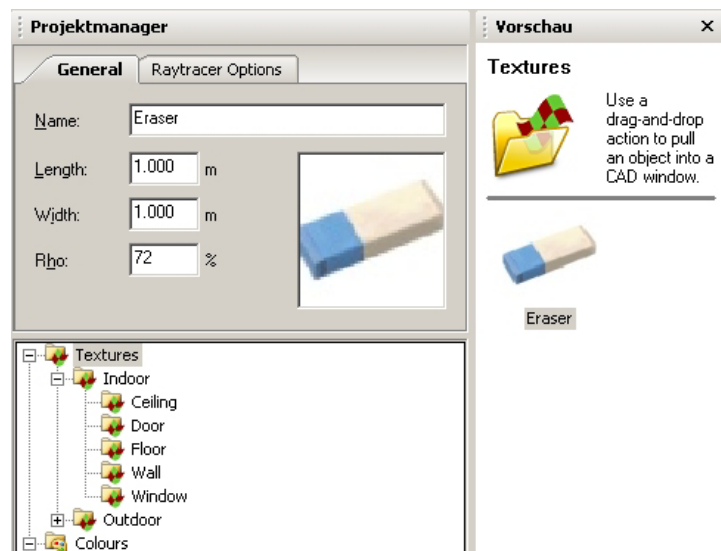 Projektmanager
General
Raytracer Options
Name:
Eraser
Length:
1.000
m
Width:
1.000
m
Rho:
72
%
Textures
Indoor
Ceiling
Door
Floor
Wall
Window
Outdoor
Colours
Vorschau
Textures
Use a
drag-and-drop
action to pull
an object into a
CAD window.
Eraser